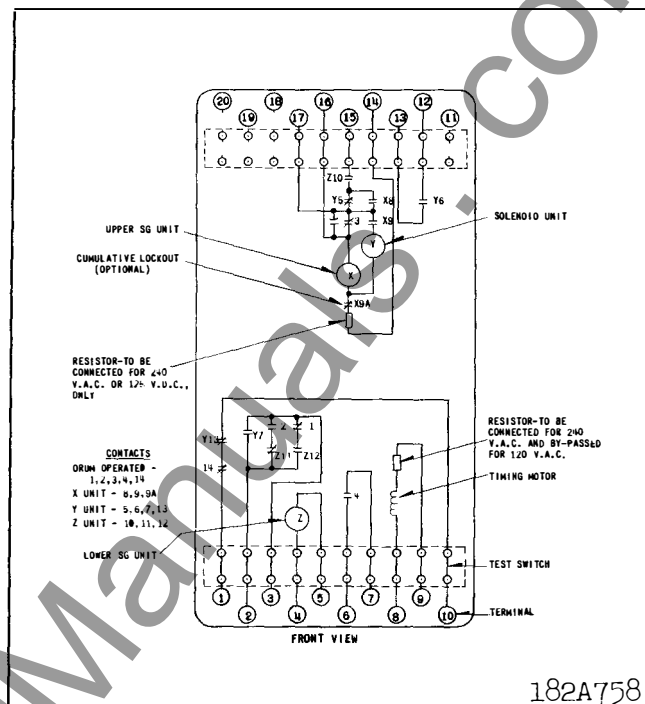 20 18 16 14 12
19 17 15 13 11
Z10
Y5 X8
Y6
3 X9
SOLENOID UNIT
UPPER SG UNIT
Y
CUMULATIVE LOCKOUT
(OPTIONAL)
X
X9A
RESISTOR-TO BE
CONNECTED FOR 240
V.A.C. OR 125 V.D.C.,
ONLY
RESISTOR-TO BE
CONNECTED FOR 240
V.A.C. AND BY-PASSED
FOR 120 V.A.C.
TIMING MOTOR
Y13 Y7 2 1
14 Z11 Z12
CONTACTS
DRUM OPERATED -
1,2,3,4,14
X UNIT - 8,9,9A
Y UNIT - 5,6,7,13
Z UNIT - 10,11,12
4
Z
LOWER SG UNIT
TEST SWITCH
1 3 5 7 9
2 4 6 8 10
TERMINAL
FRONT VIEW
182A758